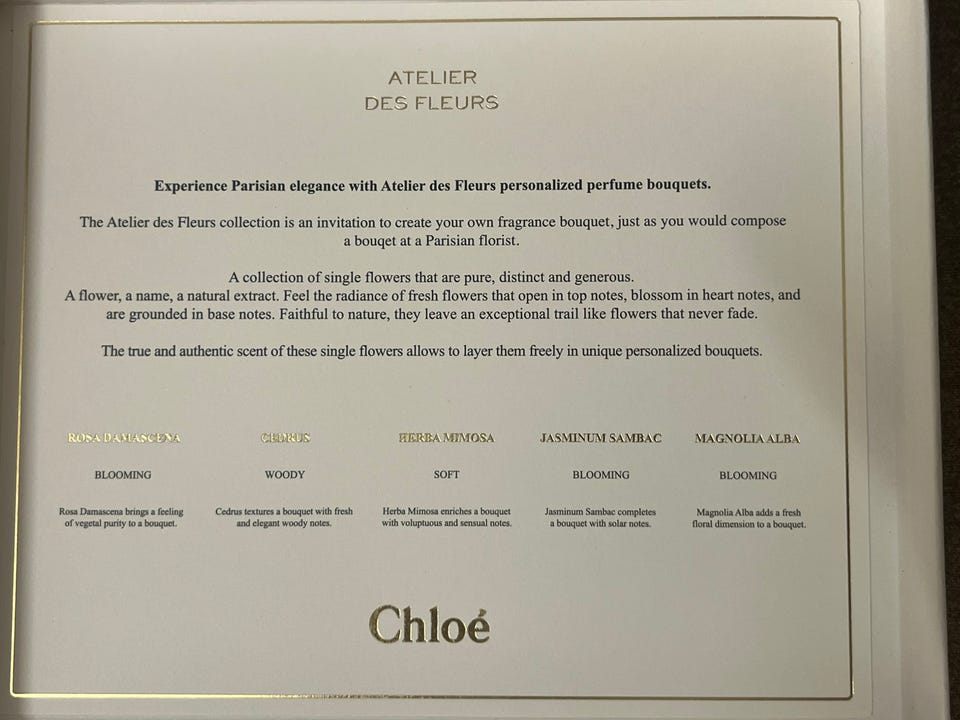 ATELIER
DES FLEURS
Experience Parisian elegance with Atelier des Fleurs personalized perfume bouquets.
The Atelier des Fleurs collection is an invitation to create your own fragrance bouquet, just as you would compose
a bouqet at a Parisian florist.
A collection of single flowers that are pure, distinct and generous.
A flower, a name, a natural extract. Feel the radiance of fresh flowers that open in top notes, blossom in heart notes, and
are grounded in base notes. Faithful to nature, they leave an exceptional trail like flowers that never fade.
The true and authentic scent of these single flowers allows to layer them freely in unique personalized bouquets.
ROSA DAMASCENA
BLOOMING
Rosa Damascena brings a feeling
of vegetal purity to a bouquet.
CEDRUS
WOODY
Cedrus textures a bouquet with fresh
and elegant woody notes.
HERBA MIMOSA
SOFT
Herba Mimosa enriches a bouquet
with voluptuous and sensual notes.
JASMINUM SAMBAC
BLOOMING
Jasminum Sambac completes
a bouquet with solar notes.
MAGNOLIA ALBA
BLOOMING
Magnolia Alba adds a fresh
floral dimension to a bouquet.
Chloé